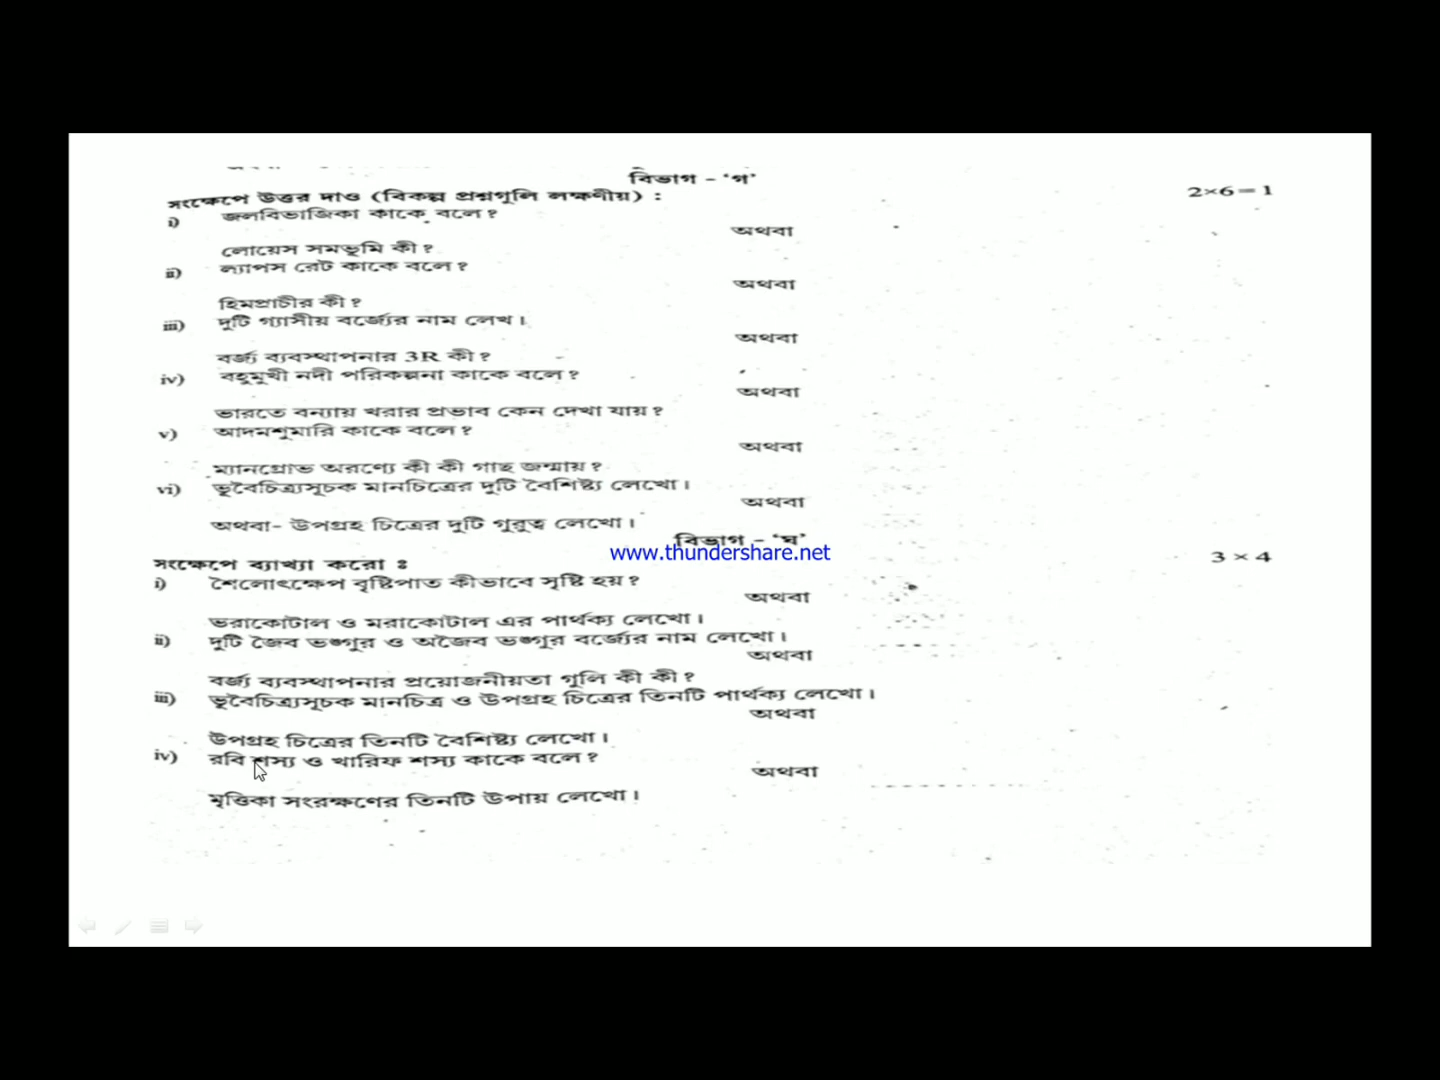 বিভাগ - 'গ'
সংক্ষেপে উত্তর দাও (বিকল্প প্রশ্নগুলি লক্ষণীয়) : 2×6=1
i) জলবিভাজিকা কাকে বলে ?
অথবা
লোয়েস সমভূমি কী ?
ii) ল্যাপস রেট কাকে বলে ?
অথবা
হিমপ্রাচীর কী ?
iii) দুটি গ্যাসীয় বর্জ্যের নাম লেখ।
অথবা
বর্জ্য ব্যবস্থাপনার 3R কী ?
iv) বহুমুখী নদী পরিকল্পনা কাকে বলে ?
অথবা
ভারতে বন্যায় খরার প্রভাব কেন দেখা যায় ?
v) আদমশুমারি কাকে বলে ?
অথবা
ম্যানগ্রোভ অরণ্যে কী কী গাছ জন্মায় ?
vi) ভূবৈচিত্র্যসূচক মানচিত্রের দুটি বৈশিষ্ট্য লেখো।
অথবা
অথবা- উপগ্রহ চিত্রের দুটি গুরুত্ব লেখো।
বিভাগ - 'ঘ'
www.thundershare.net
সংক্ষেপে ব্যাখ্যা করো ঃ 3 × 4
i) শৈলোৎক্ষেপ বৃষ্টিপাত কীভাবে সৃষ্টি হয় ?
অথবা
ভরাকোটাল ও মরাকোটাল এর পার্থক্য লেখো।
ii) দুটি জৈব ভঙ্গুর ও অজৈব ভঙ্গুর বর্জ্যের নাম লেখো।
অথবা
বর্জ্য ব্যবস্থাপনার প্রয়োজনীয়তা গুলি কী কী ?
iii) ভূবৈচিত্র্যসূচক মানচিত্র ও উপগ্রহ চিত্রের তিনটি পার্থক্য লেখো।
অথবা
উপগ্রহ চিত্রের তিনটি বৈশিষ্ট্য লেখো।
iv) রবি শস্য ও খারিফ শস্য কাকে বলে ?
অথবা
মৃত্তিকা সংরক্ষণের তিনটি উপায় লেখো।